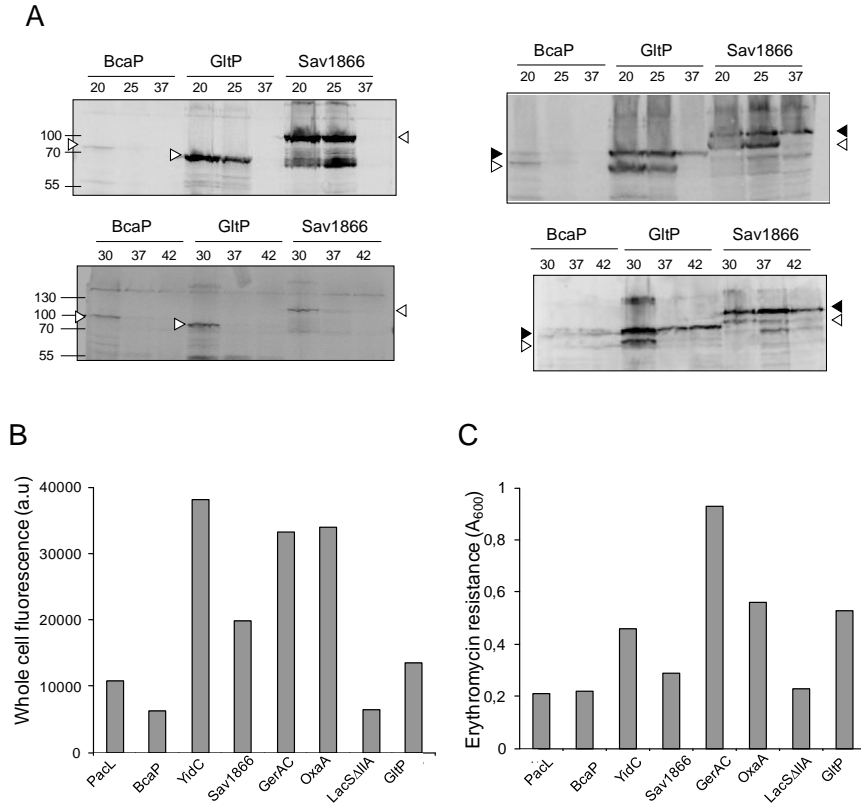 A
BcaP GltP Sav1866
20 25 37 20 25 37 20 25 37
100
70
55
BcaP GltP Sav1866
20 25 37 20 25 37 20 25 37
BcaP GltP Sav1866
30 37 42 30 37 42 30 37 42
130
100
70
55
BcaP GltP Sav1866
30 37 42 30 37 42 30 37 42
B
Whole cell fluorescence (a.u)
40000
30000
20000
10000
0
PacL BcaP YidC Sav1866 GerAC OxaA LacSΔIIA GltP
C
Erythromycin resistance (A600)
1
0,8
0,6
0,4
0,2
0
PacL BcaP YidC Sav1866 GerAC OxaA LacSΔIIA GltP